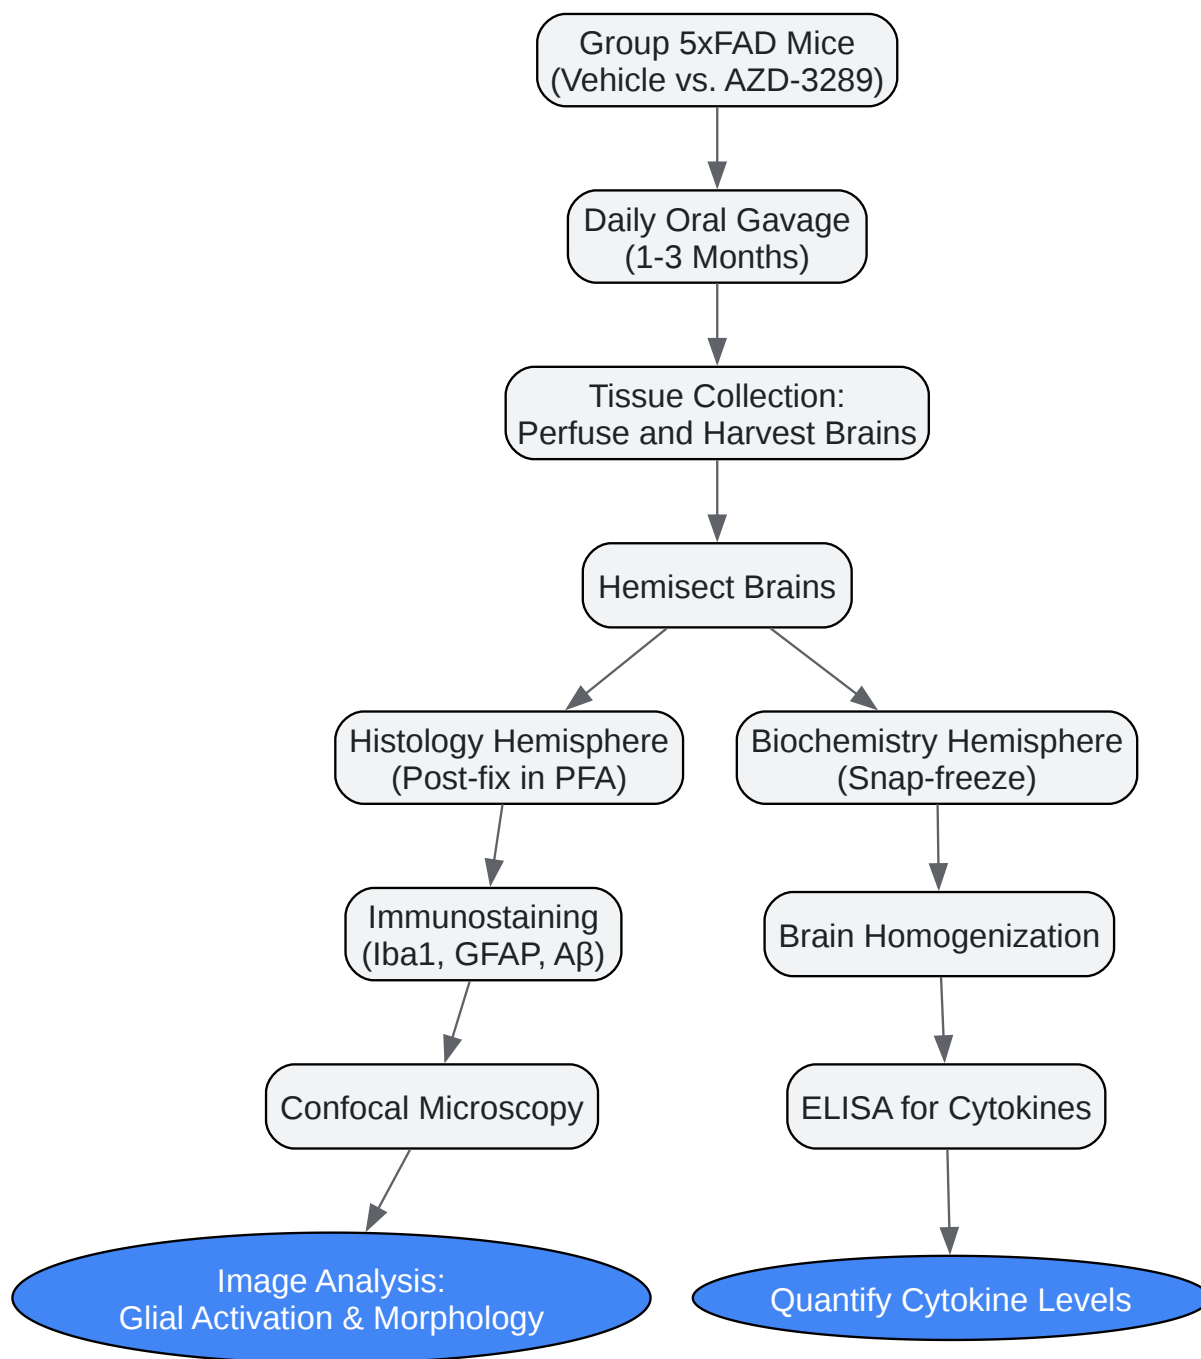 Group 5xFAD Mice
(Vehicle vs. AZD-3289)
Daily Oral Gavage
(1-3 Months)
Tissue Collection:
Perfuse and Harvest Brains
Hemisect Brains
Histology Hemisphere
(Post-fix in PFA)
Biochemistry Hemisphere
(Snap-freeze)
Immunostaining
(Iba1, GFAP, Aβ)
Brain Homogenization
Confocal Microscopy
ELISA for Cytokines
Image Analysis:
Glial Activation & Morphology
Quantify Cytokine Levels